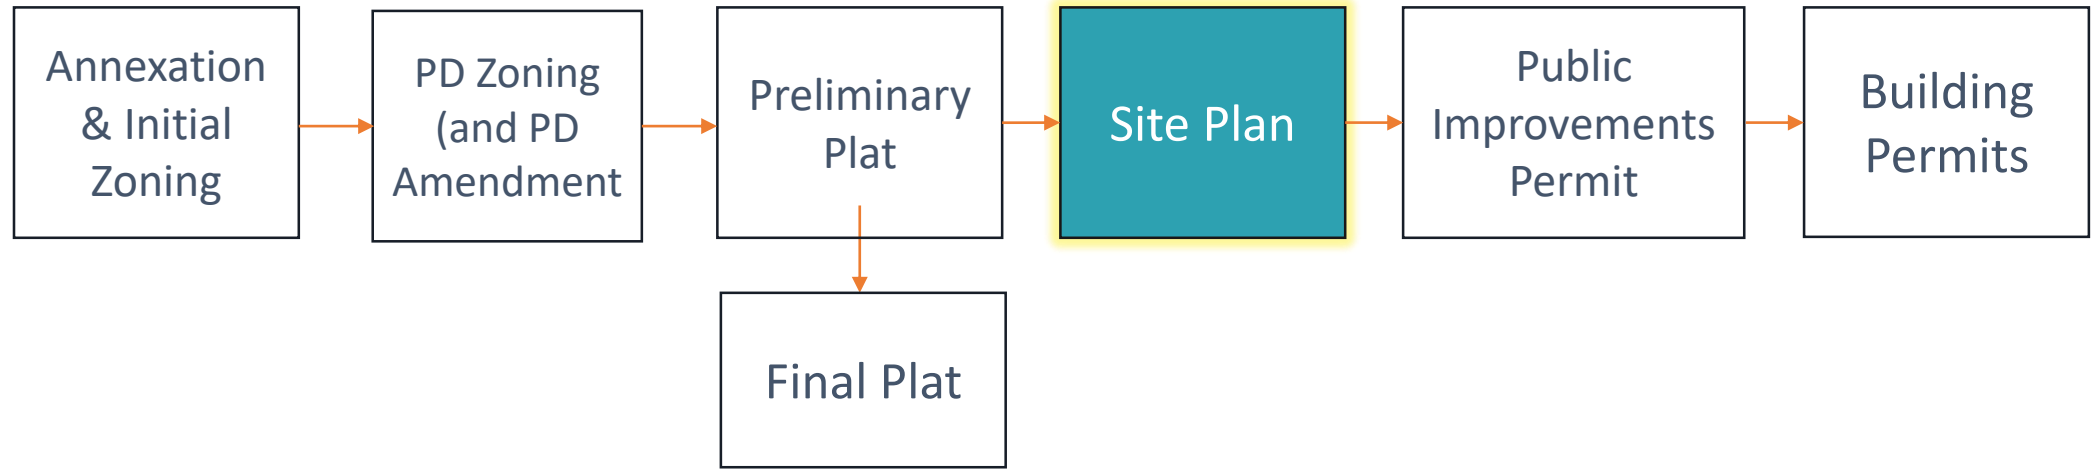 Annexation
& Initial
Zoning
PD Zoning
(and PD
Amendment
Preliminary
Plat
Site Plan
Public
Improvements
Permit
Building
Permits
Final Plat